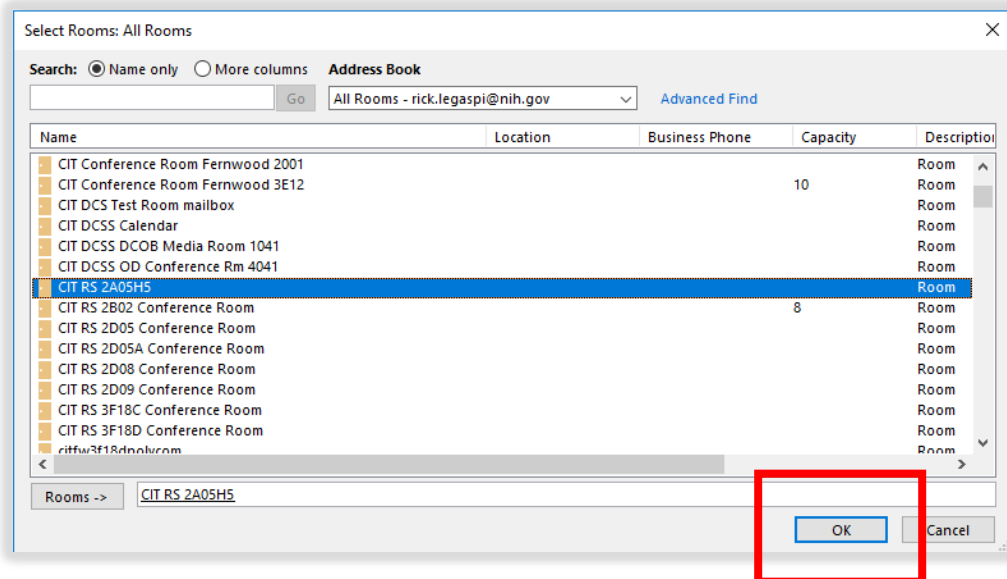 Select Rooms: All Rooms
Search: Name only More columns Address Book
Go All Rooms - rick.legaspi@nih.gov Advanced Find
Name Location Business Phone Capacity Description
CIT Conference Room Fernwood 2001 Room
CIT Conference Room Fernwood 3E12 10 Room
CIT DCS Test Room mailbox Room
CIT DCSS Calendar Room
CIT DCSS DCOB Media Room 1041 Room
CIT DCSS OD Conference Rm 4041 Room
CIT RS 2A05H5 Room
CIT RS 2B02 Conference Room 8 Room
CIT RS 2D05 Conference Room Room
CIT RS 2D05A Conference Room Room
CIT RS 2D08 Conference Room Room
CIT RS 2D09 Conference Room Room
CIT RS 3F18C Conference Room Room
CIT RS 3F18D Conference Room Room
citfw3f18dpolycom Room
Rooms -> CIT RS 2A05H5
OK Cancel